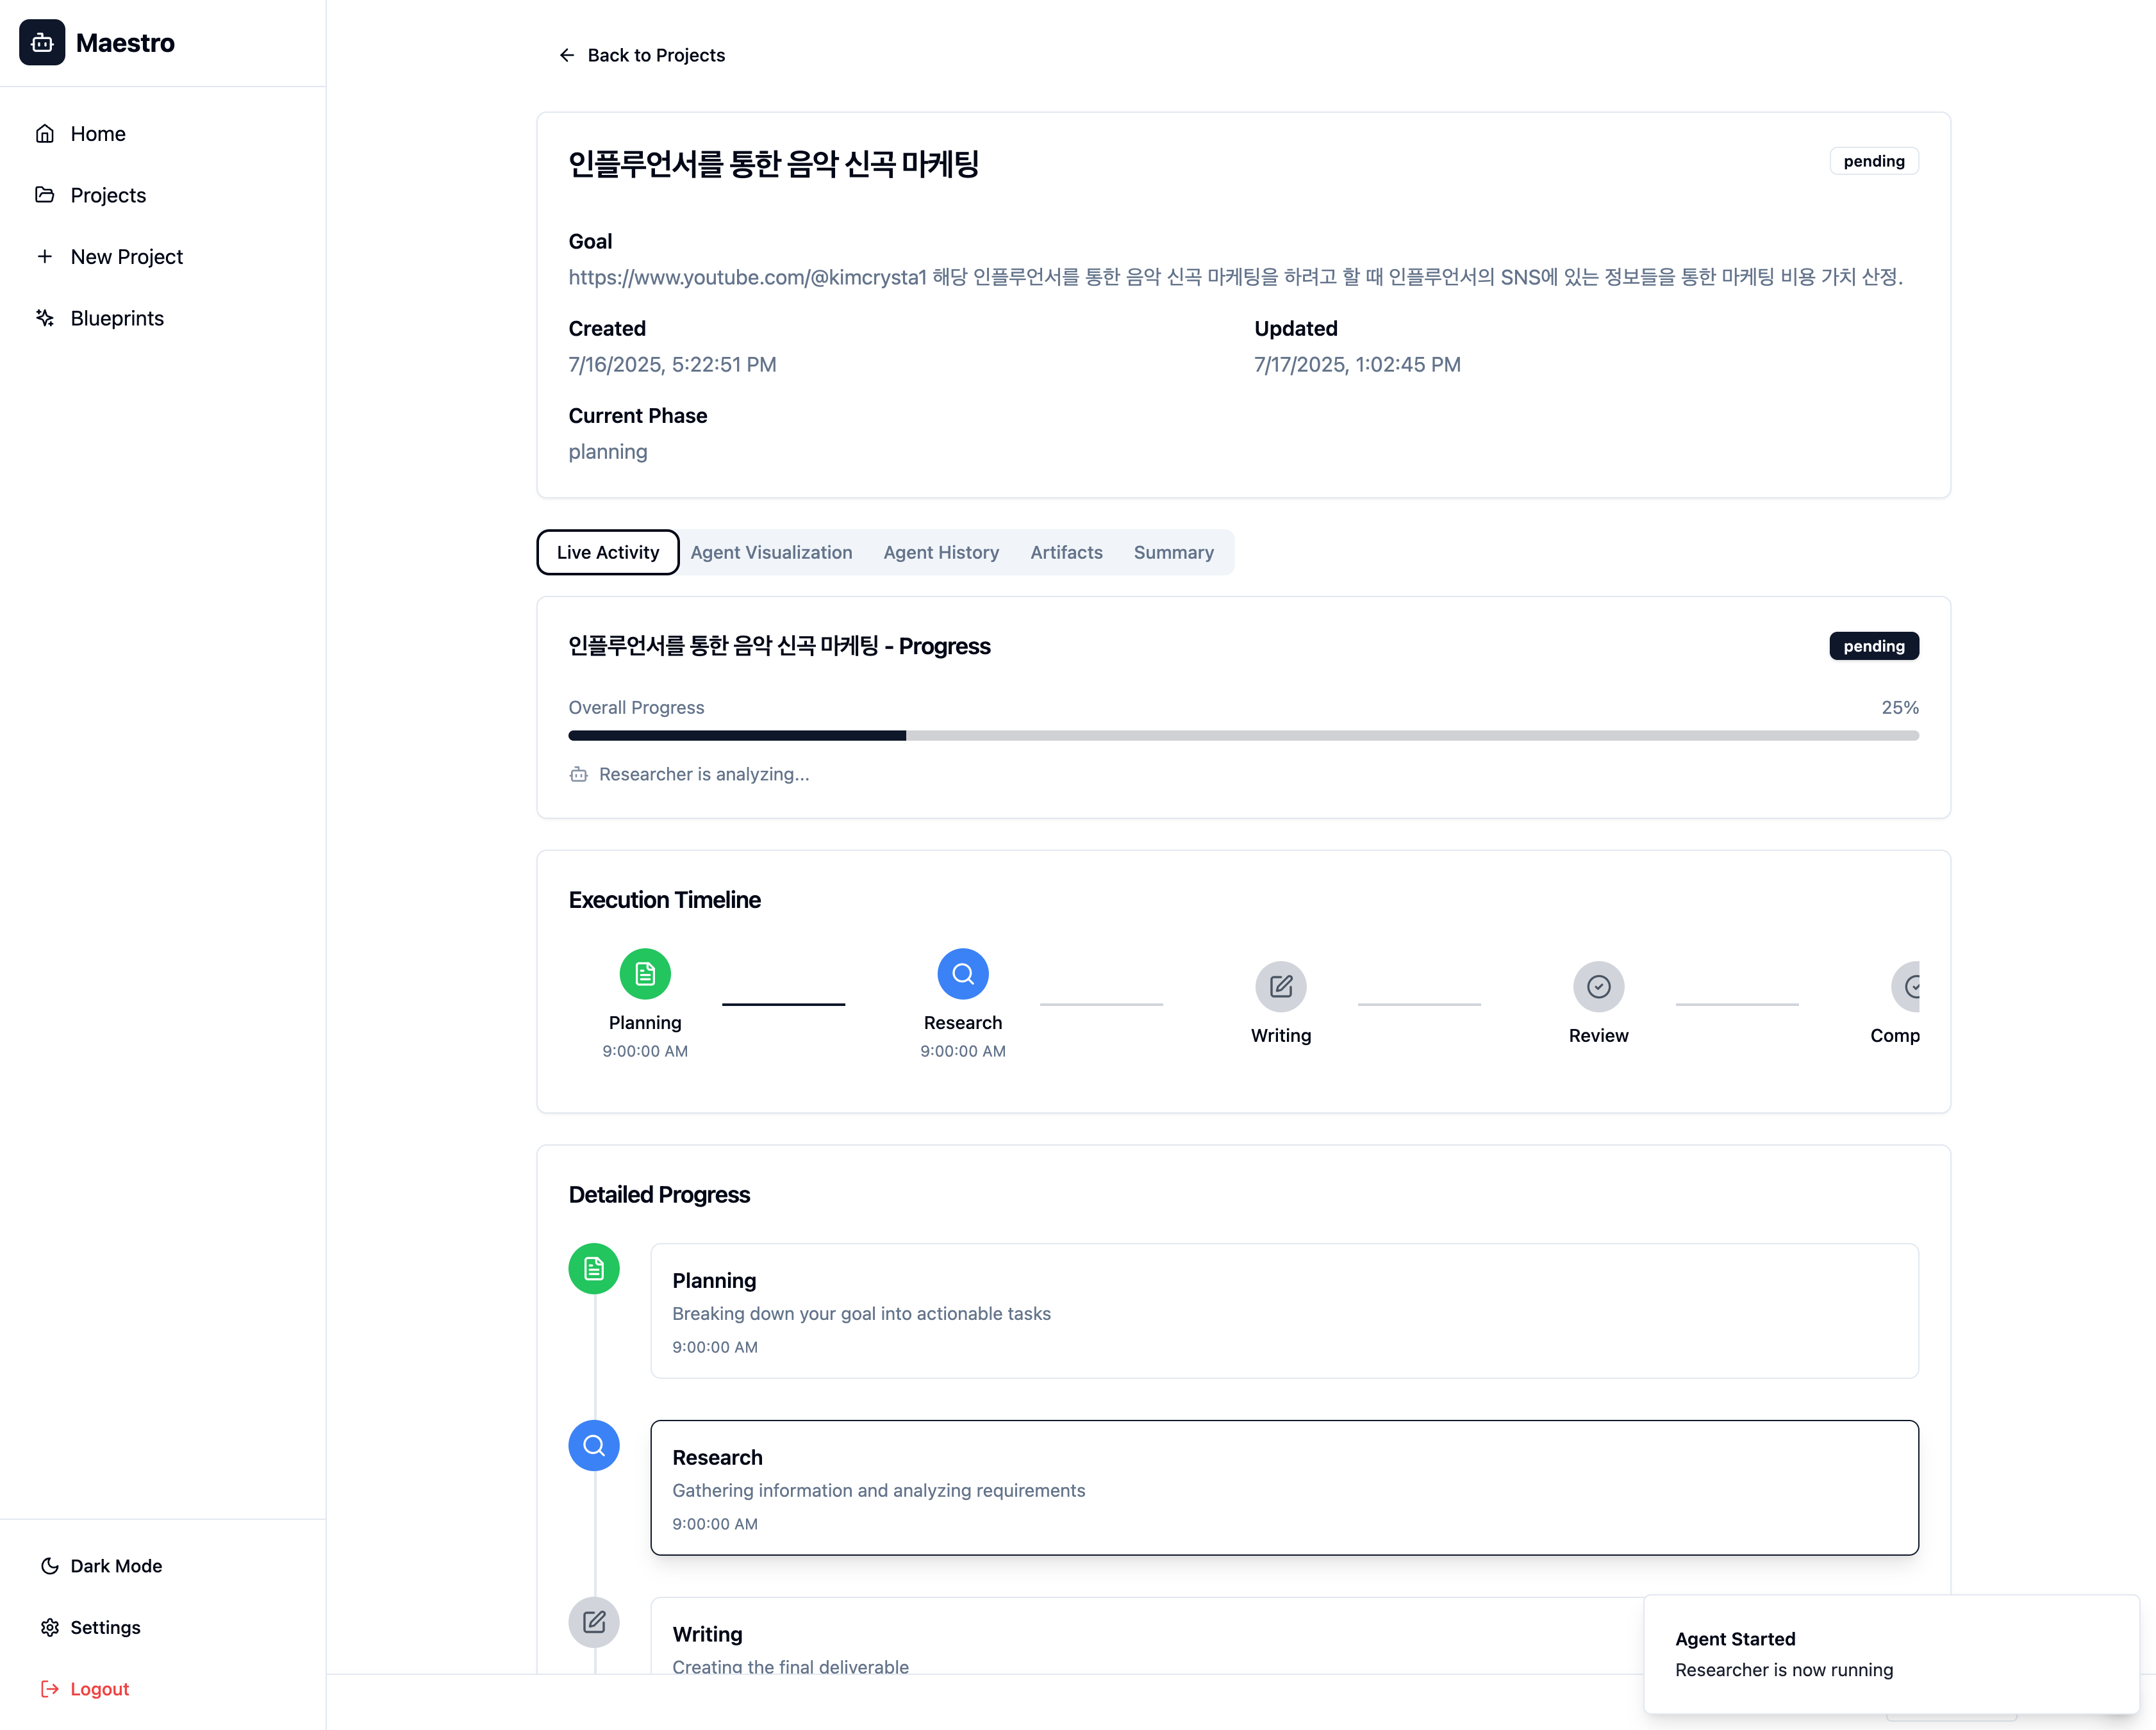 Maestro
Home
Projects
New Project
Blueprints
Dark Mode
Settings
Logout
Back to Projects
인플루언서를 통한 음악 신곡 마케팅
pending
Goal
https://www.youtube.com/@kimcrysta1 해당 인플루언서를 통한 음악 신곡 마케팅을 하려고 할 때 인플루언서의 SNS에 있는 정보들을 통한 마케팅 비용 가치 산정.
Created
7/16/2025, 5:22:51 PM
Updated
7/17/2025, 1:02:45 PM
Current Phase
planning
Live Activity
Agent Visualization
Agent History
Artifacts
Summary
인플루언서를 통한 음악 신곡 마케팅 - Progress
pending
Overall Progress
25%
Researcher is analyzing...
Execution Timeline
Planning
9:00:00 AM
Research
9:00:00 AM
Writing
Review
Comp
Detailed Progress
Planning
Breaking down your goal into actionable tasks
9:00:00 AM
Research
Gathering information and analyzing requirements
9:00:00 AM
Writing
Creating the final deliverable
Agent Started
Researcher is now running